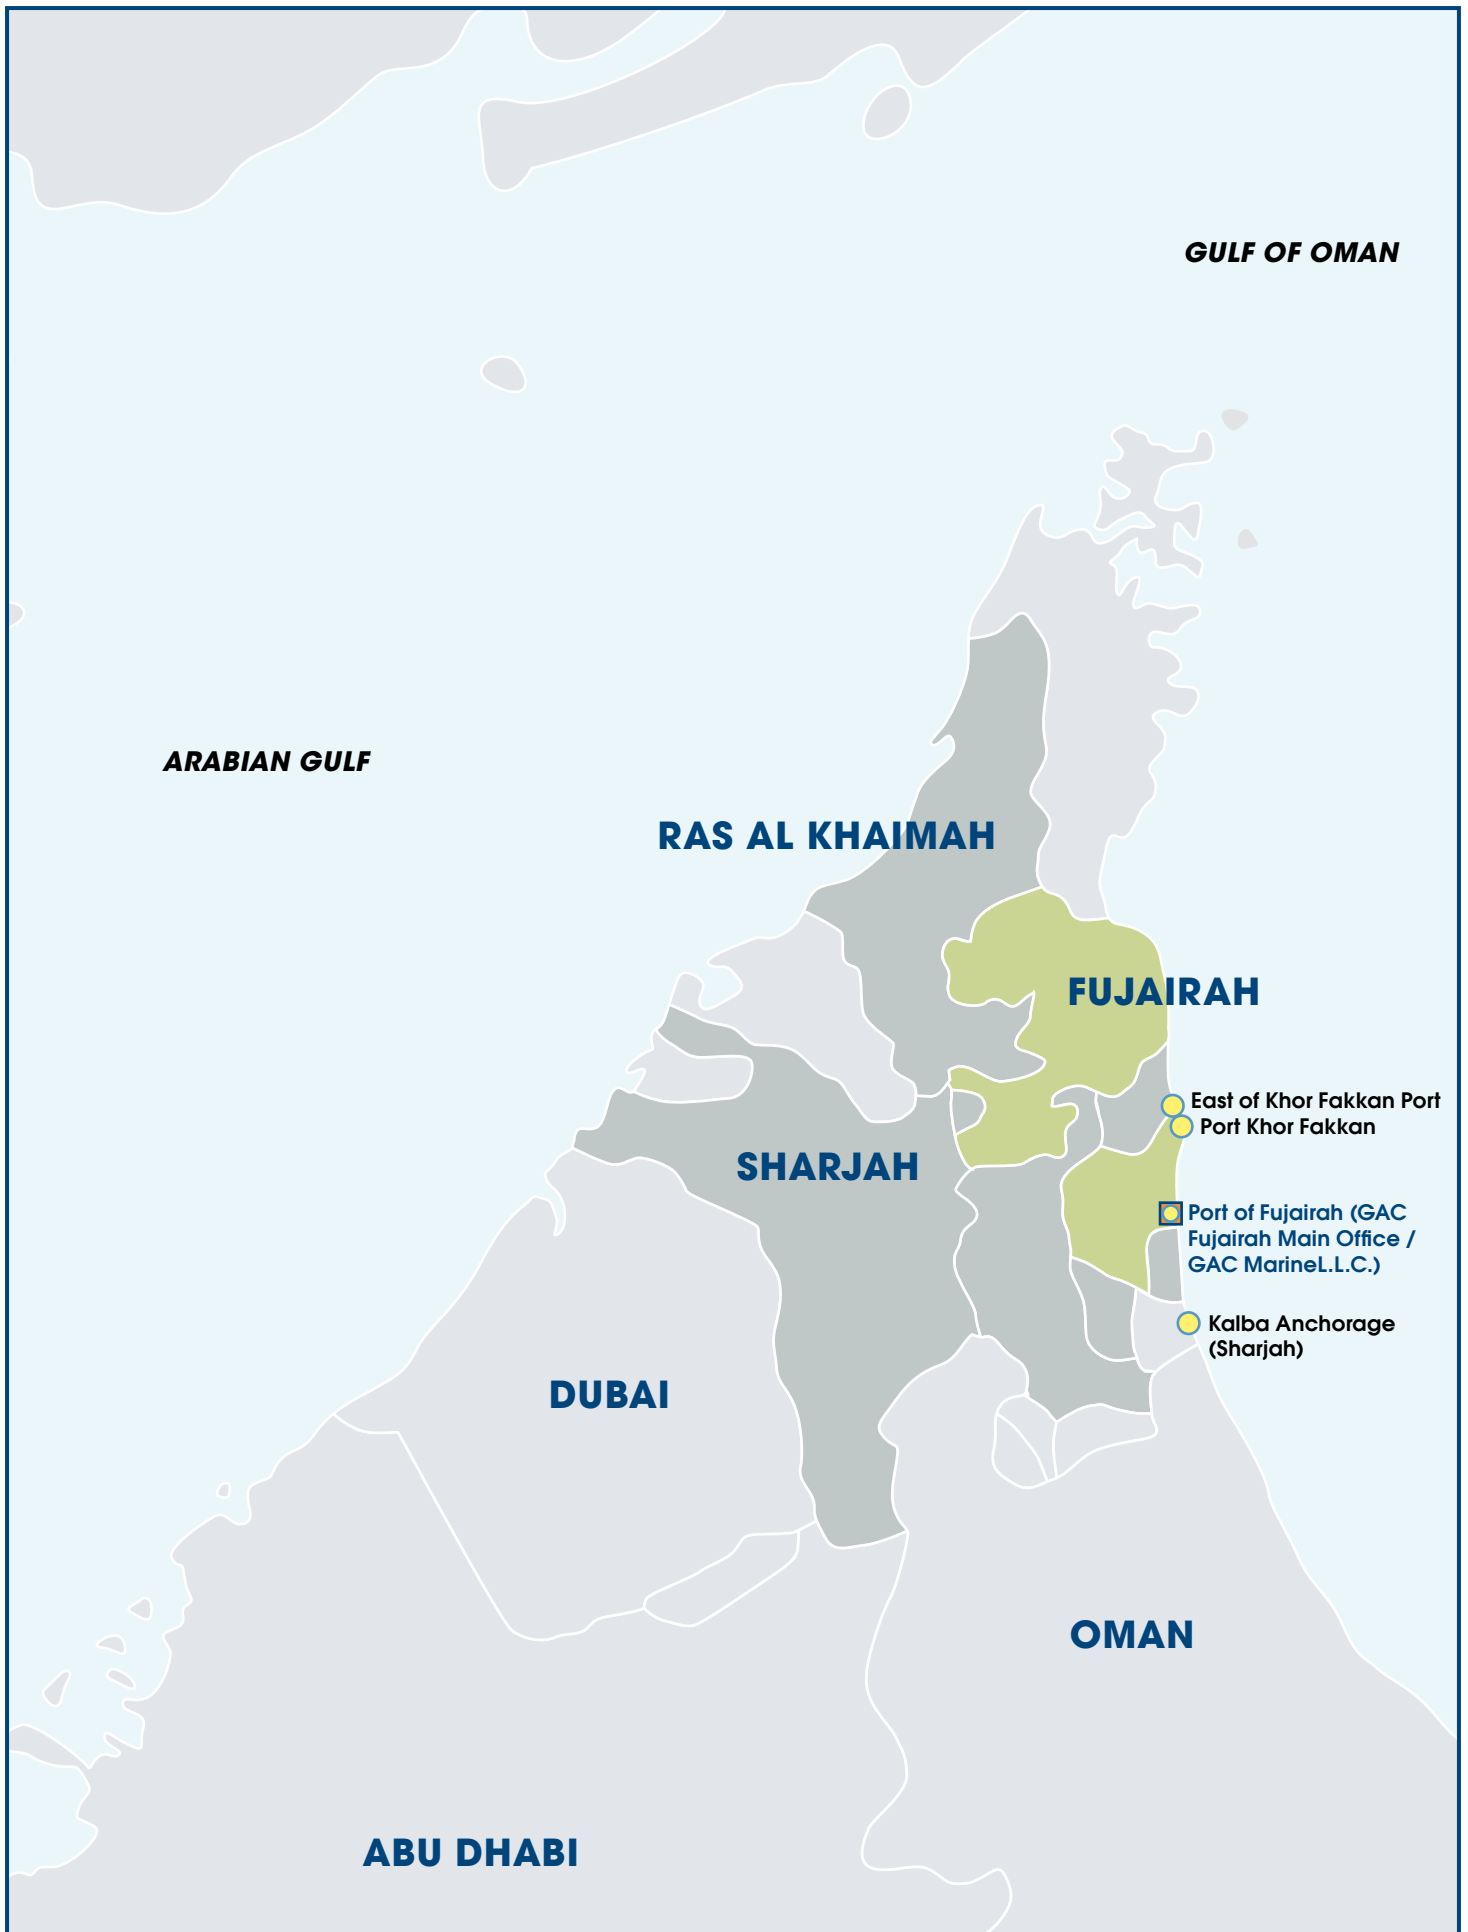 GULF OF OMAN
ARABIAN GULF
RAS AL KHAIMAH
FUJAIRAH
East of Khor Fakkan Port
Port Khor Fakkan
SHARJAH
Port of Fujairah (GAC
Fujairah Main Office /
GAC MarineL.L.C.)
Kalba Anchorage
(Sharjah)
DUBAI
OMAN
ABU DHABI